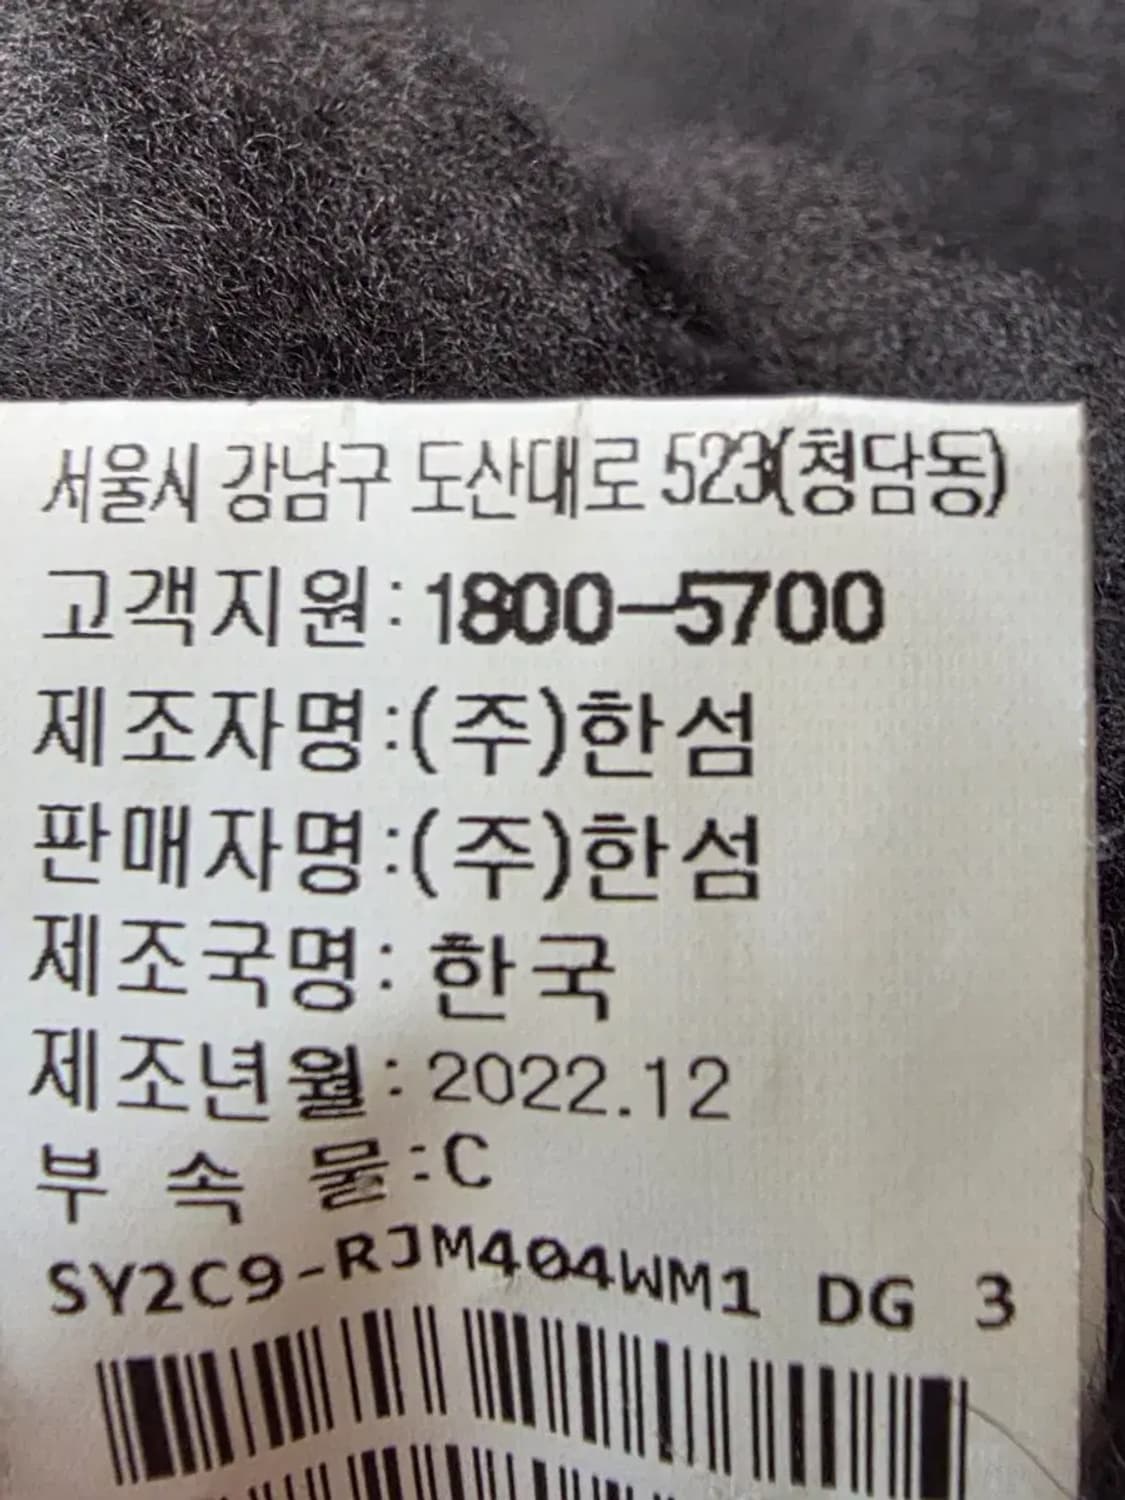 서울시 강남구 도산대로 523(청담동)
고객지원:1800-5700
제조자명:(주)한섬
판매자명:(주)한섬
제조국명: 한국
제조년월: 2022.12
부 속 물:C
SY2C9-RJM404WM1 DG 3